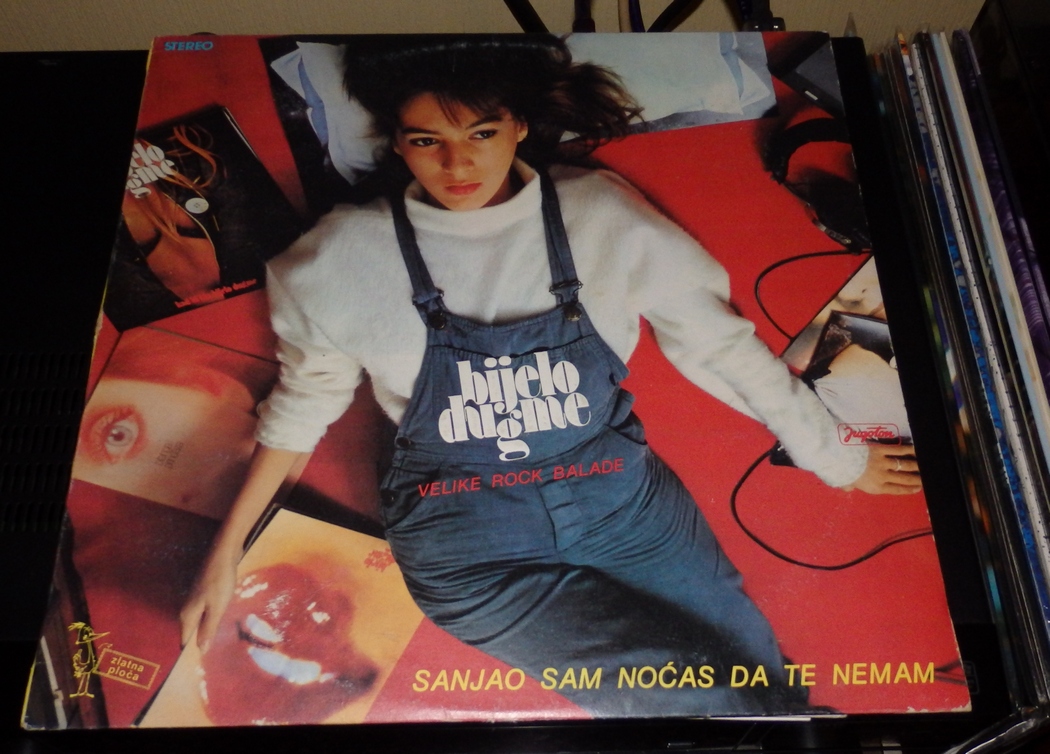 STEREO
bijelo
dugme
VELIKE ROCK BALADE
Jugoton
zlatna
ploča
SANJAO SAM NOĆAS DA TE NEMAM